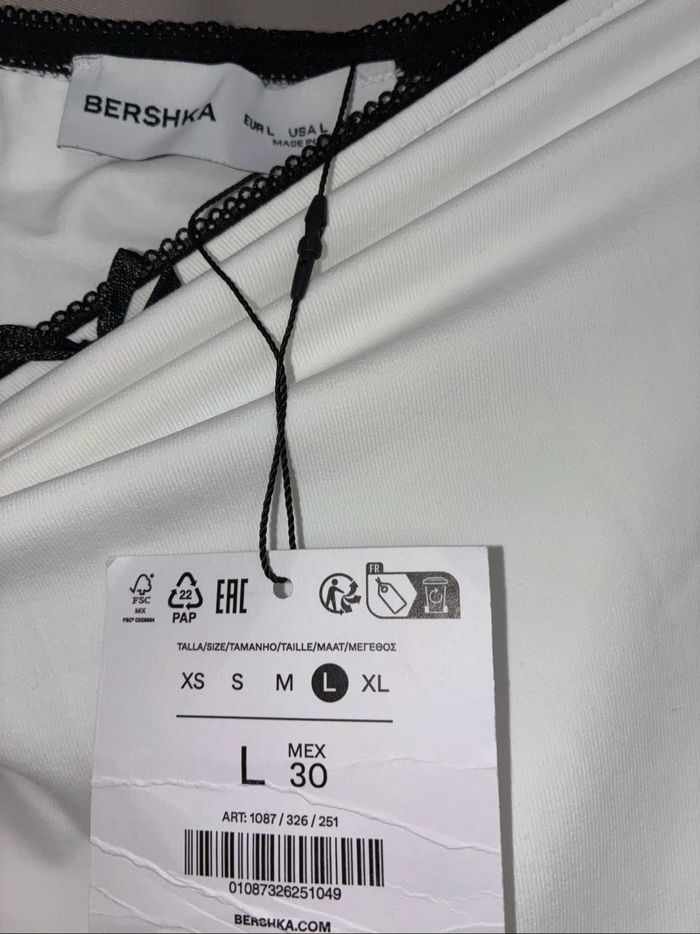 BERSHKA
EUR L USA L
MADE IN
FSC
MIX
22
PAP
EAC
FR
TALLA/SIZE/TAMANHO/TAILLE/MAAT/ΜΕΓΕΘΟΣ
XS S M L XL
L MEX 30
ART: 1087 / 326 / 251
01087326251049
BERSHKA.COM